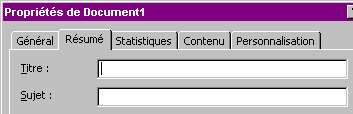 Propriétés de Document1
Général Résumé Statistiques Contenu Personnalisation
Titre :
Sujet :